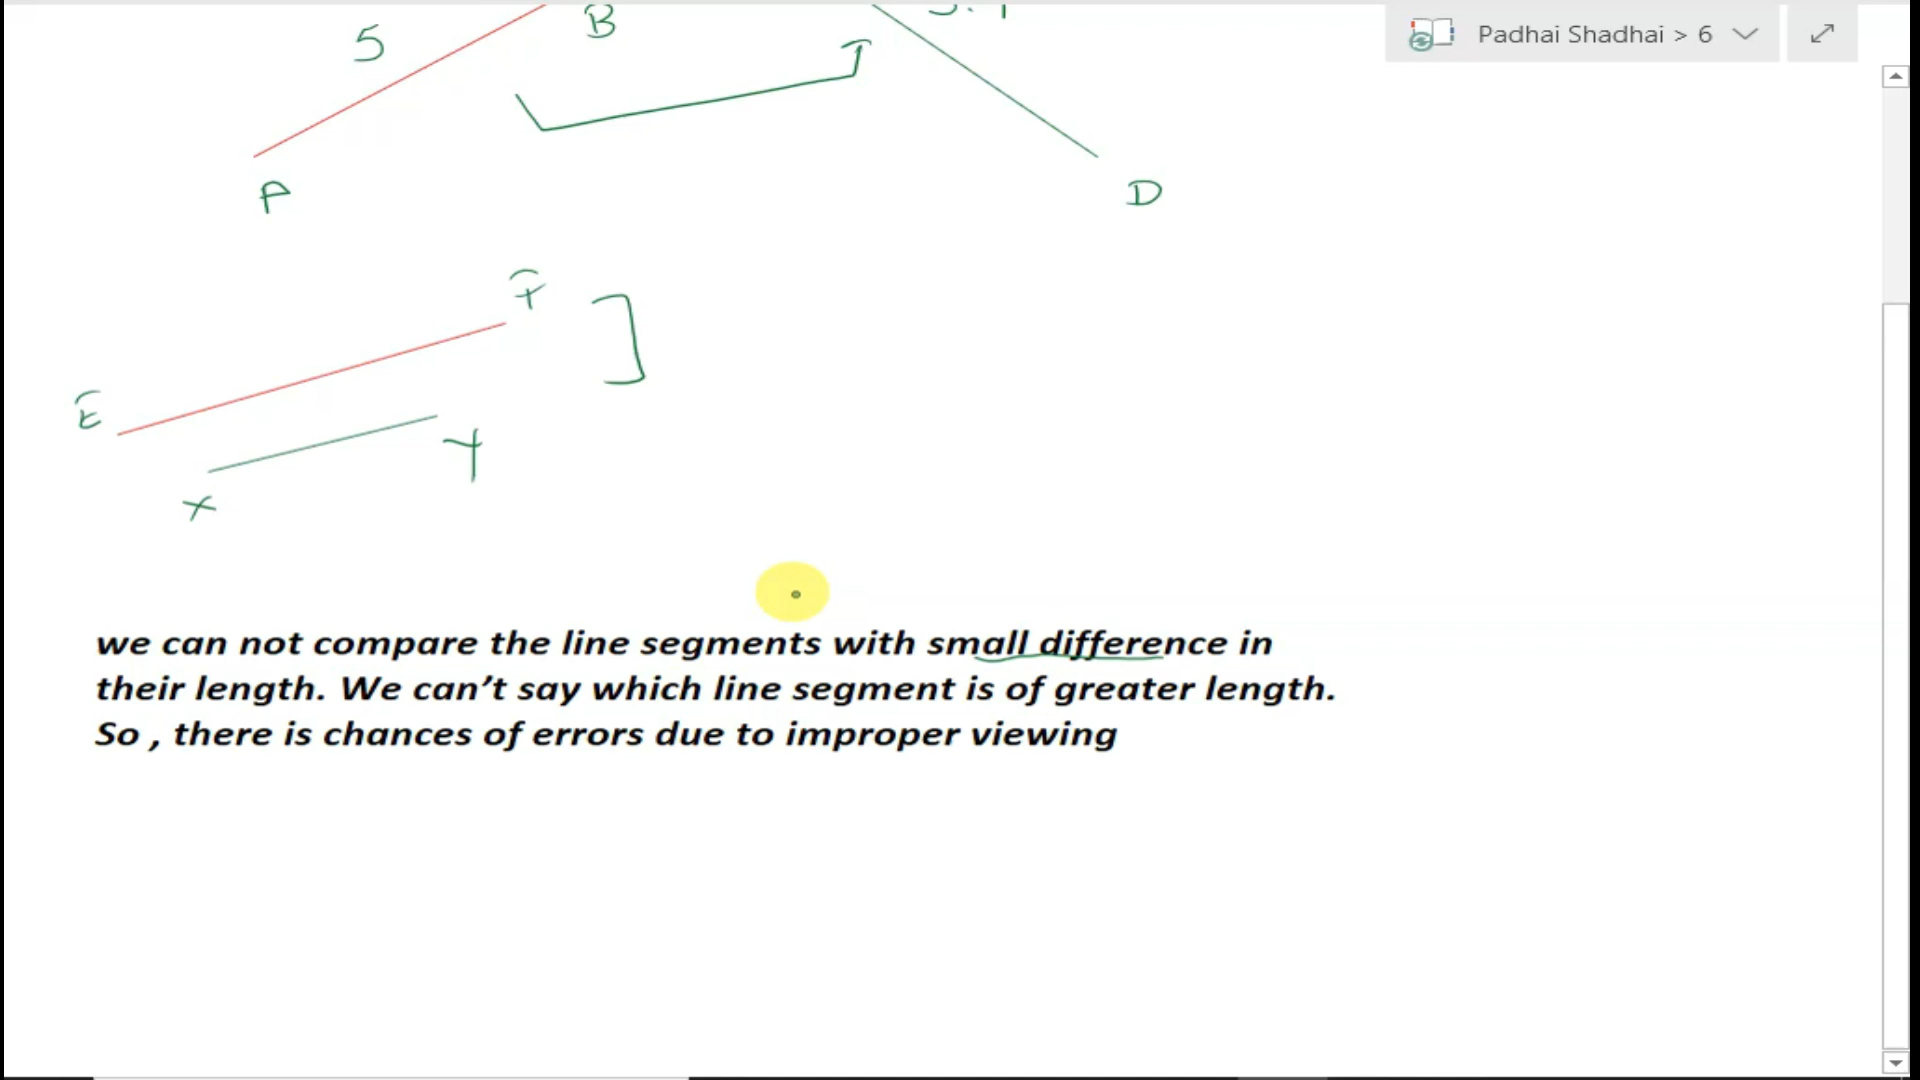 5
B
Padhai Shadhai > 6
A
D
F
E
Y
X
we can not compare the line segments with small difference in
their length. We can’t say which line segment is of greater length.
So , there is chances of errors due to improper viewing